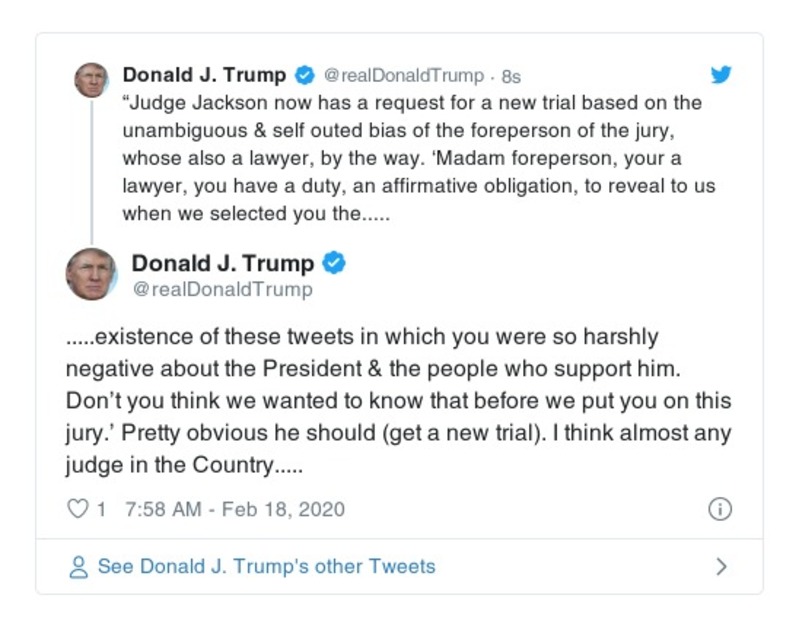 Donald J. Trump @realDonaldTrump · 8s
“Judge Jackson now has a request for a new trial based on the
unambiguous & self outed bias of the foreperson of the jury,
whose also a lawyer, by the way. ‘Madam foreperson, your a
lawyer, you have a duty, an affirmative obligation, to reveal to us
when we selected you the.....
Donald J. Trump
@realDonaldTrump
.....existence of these tweets in which you were so harshly
negative about the President & the people who support him.
Don’t you think we wanted to know that before we put you on this
jury.’ Pretty obvious he should (get a new trial). I think almost any
judge in the Country.....
1 7:58 AM - Feb 18, 2020
See Donald J. Trump's other Tweets